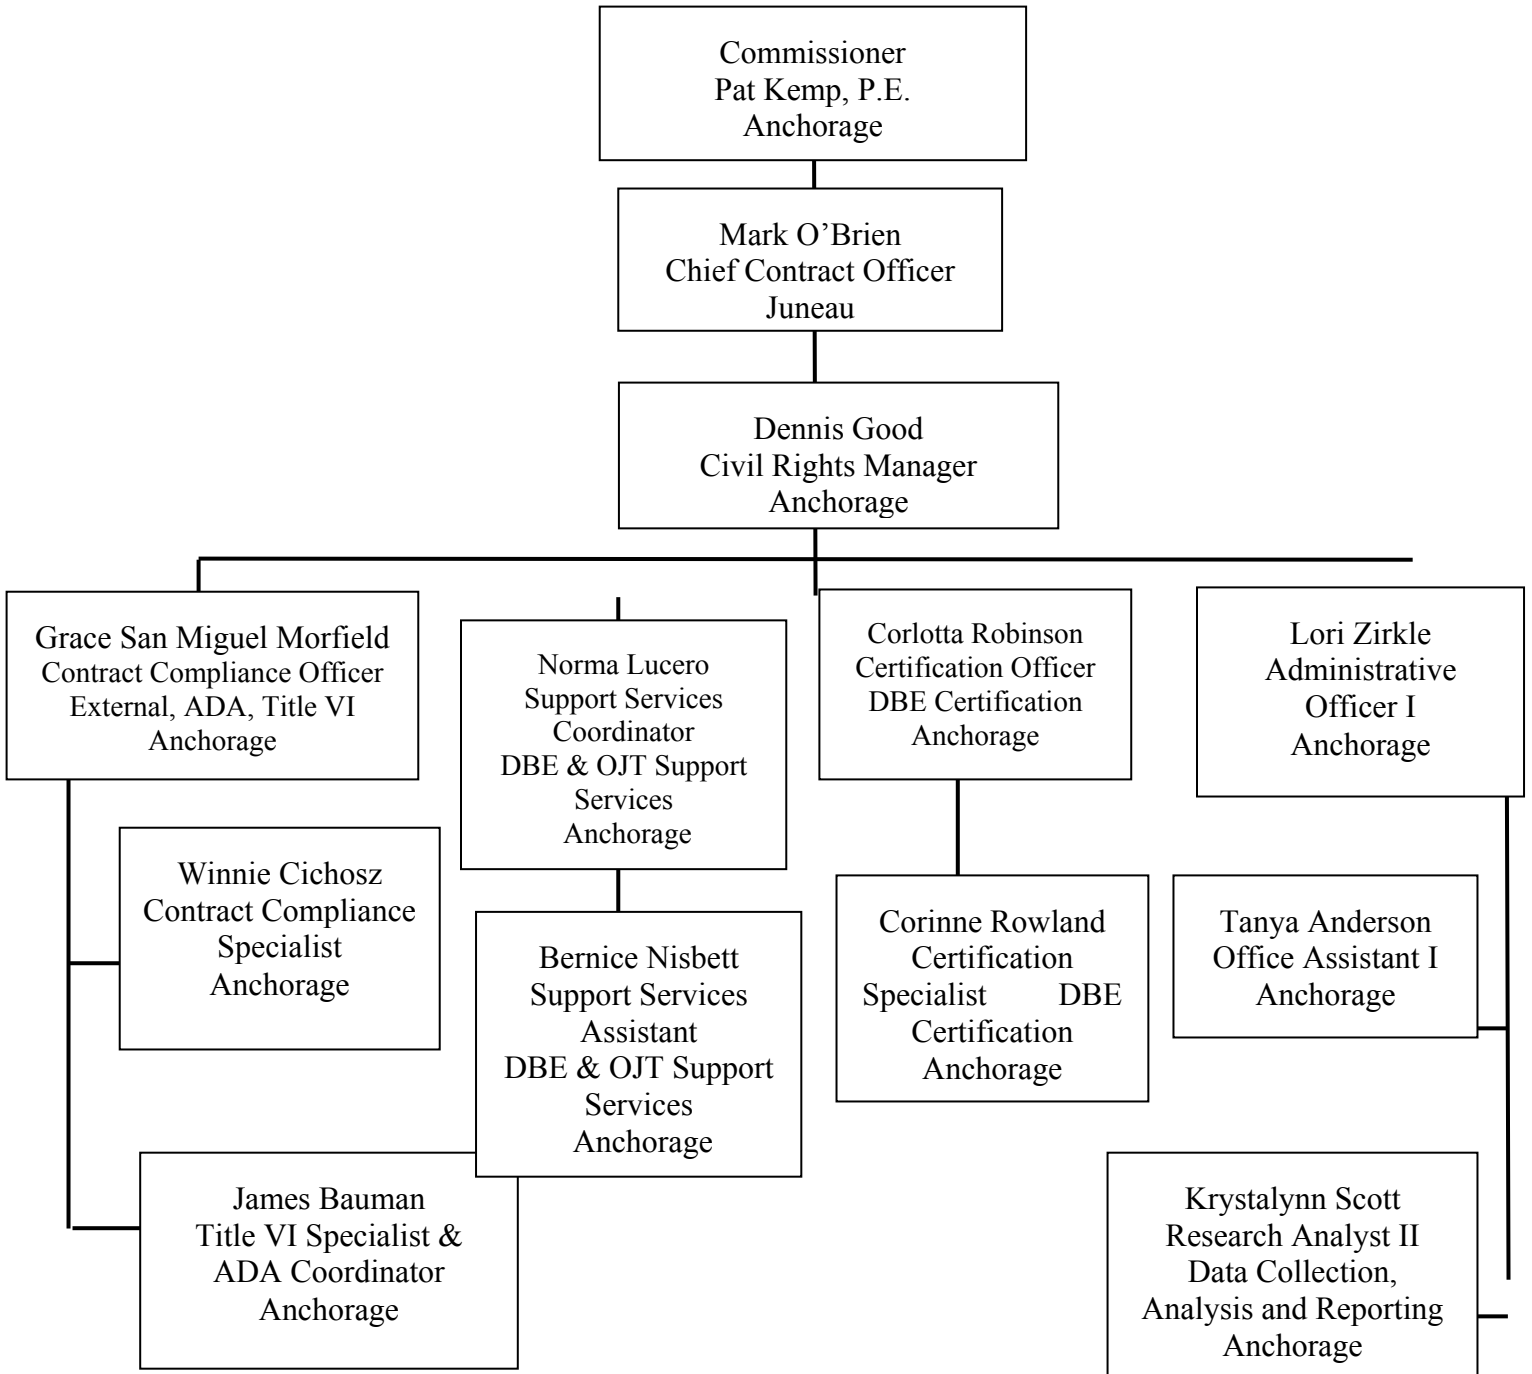 Commissioner
Pat Kemp, P.E.
Anchorage
Mark O’Brien
Chief Contract Officer
Juneau
Dennis Good
Civil Rights Manager
Anchorage
Grace San Miguel Morfield
Contract Compliance Officer
External, ADA, Title VI
Anchorage
Norma Lucero
Support Services
Coordinator
DBE & OJT Support
Services
Anchorage
Corlotta Robinson
Certification Officer
DBE Certification
Anchorage
Lori Zirkle
Administrative
Officer I
Anchorage
Winnie Cichosz
Contract Compliance
Specialist
Anchorage
Bernice Nisbett
Support Services
Assistant
DBE & OJT Support
Services
Anchorage
Corinne Rowland
Certification
Specialist DBE
Certification
Anchorage
Tanya Anderson
Office Assistant I
Anchorage
James Bauman
Title VI Specialist &
ADA Coordinator
Anchorage
Krystalynn Scott
Research Analyst II
Data Collection,
Analysis and Reporting
Anchorage